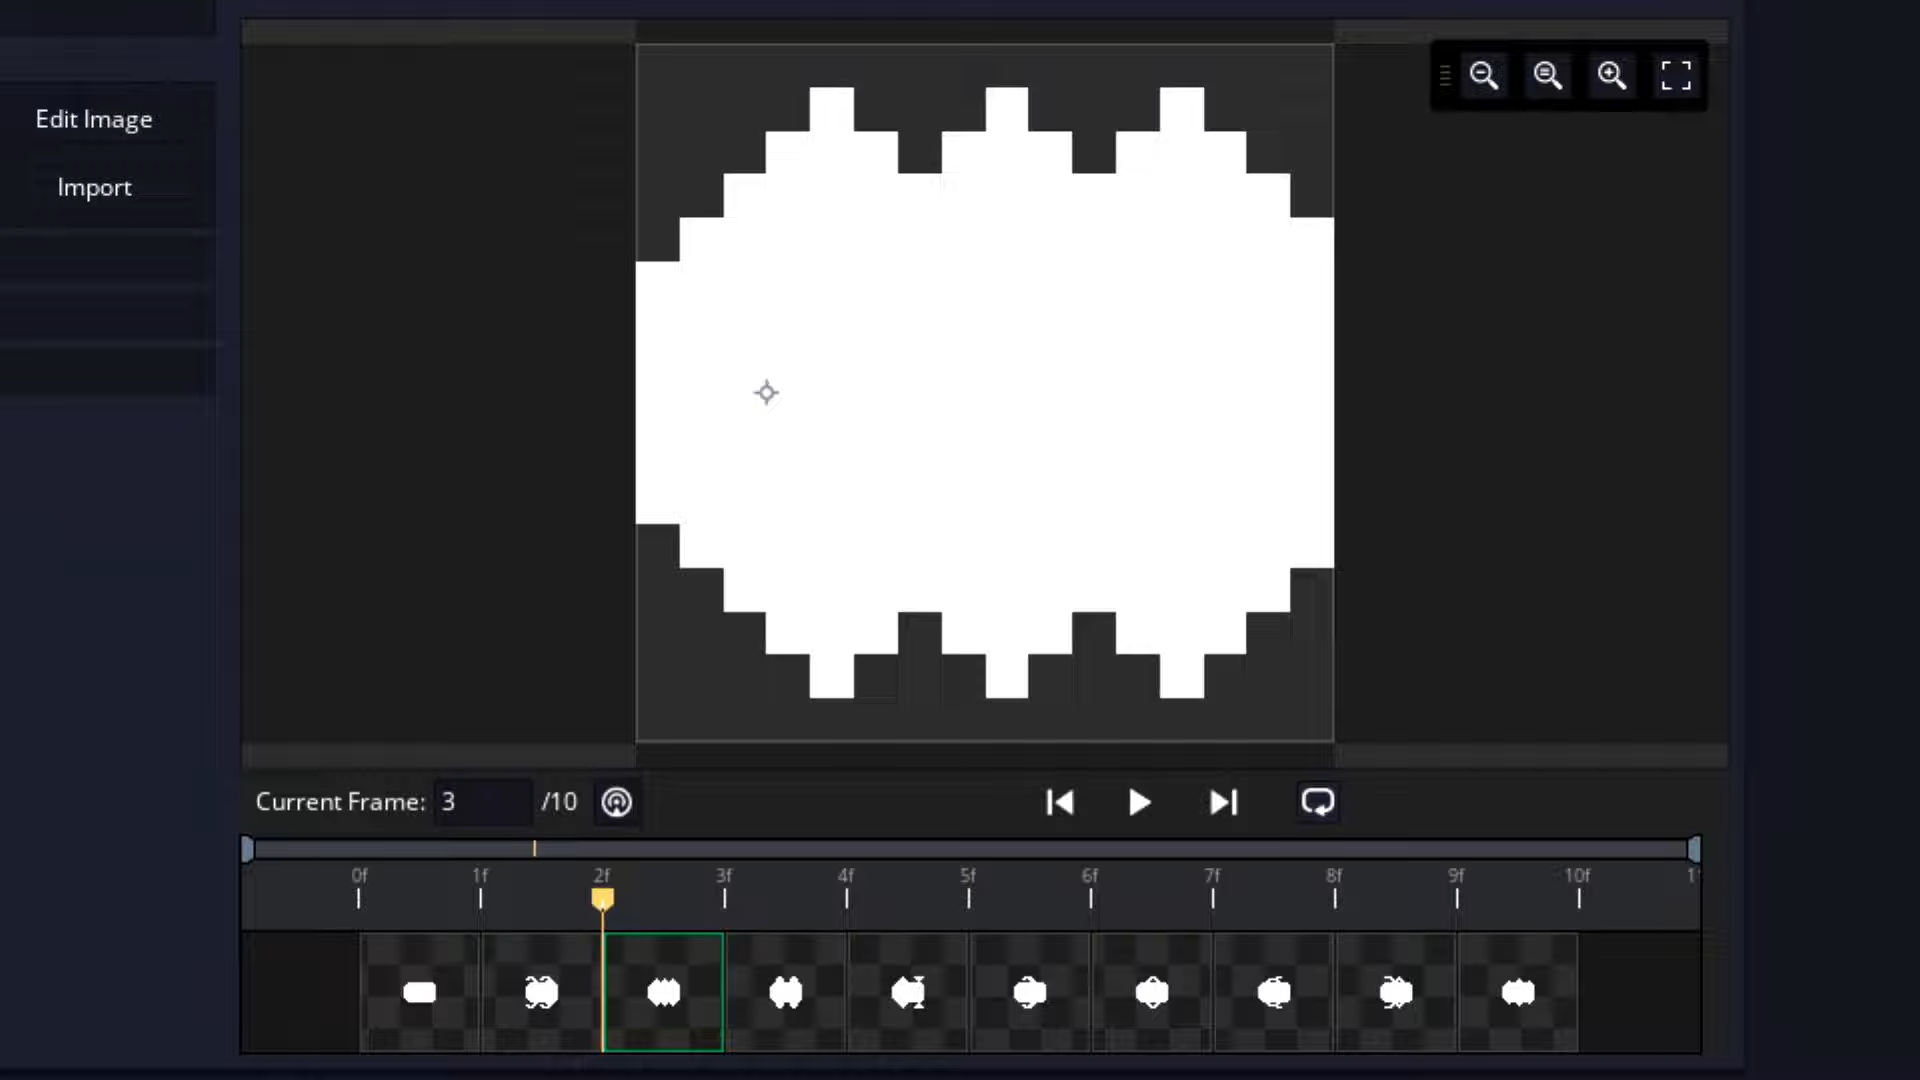 Edit Image
Import
Current Frame: 3 /10
0f 1f 2f 3f 4f 5f 6f 7f 8f 9f 10f